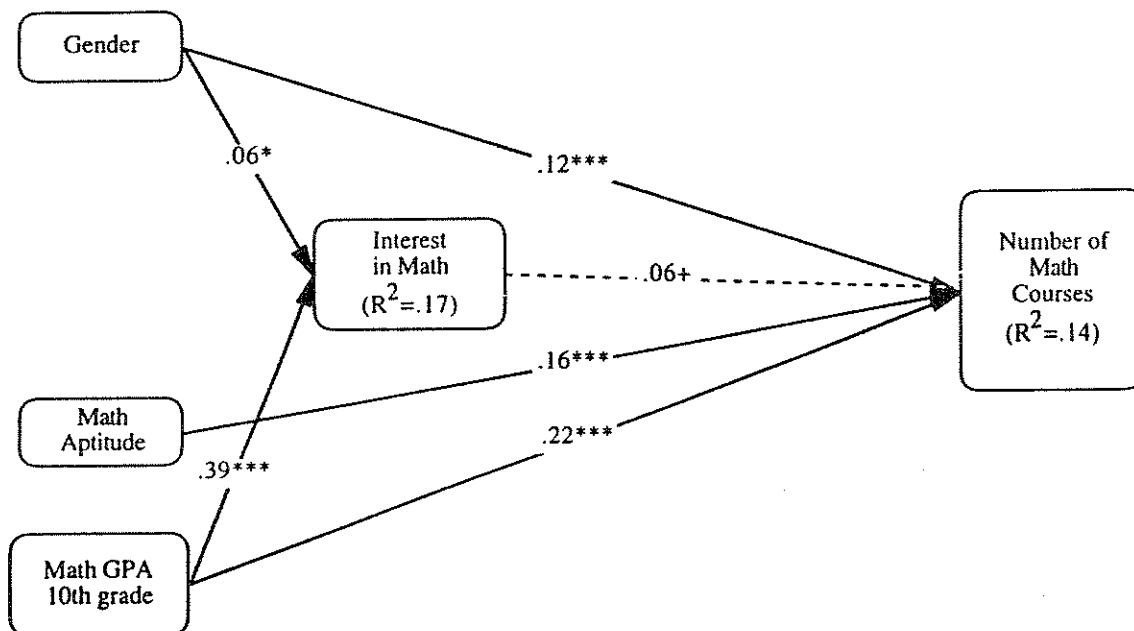 Gender
.06*
.12***
Interest
in Math
(R²=.17)
.06+
Number of
Math
Courses
(R²=.14)
.16***
Math
Aptitude
.22***
.39***
Math GPA
10th grade